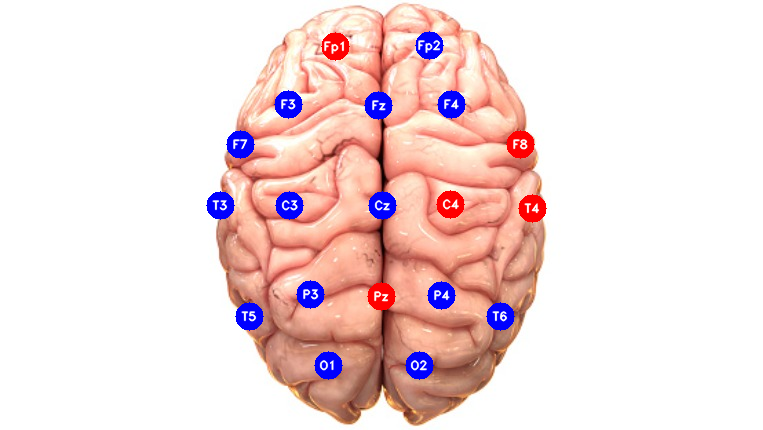 Fp1 Fp2
F3 Fz F4
F7 F8
T3 C3 Cz C4 T4
P3 Pz P4
T5 T6
O1 O2